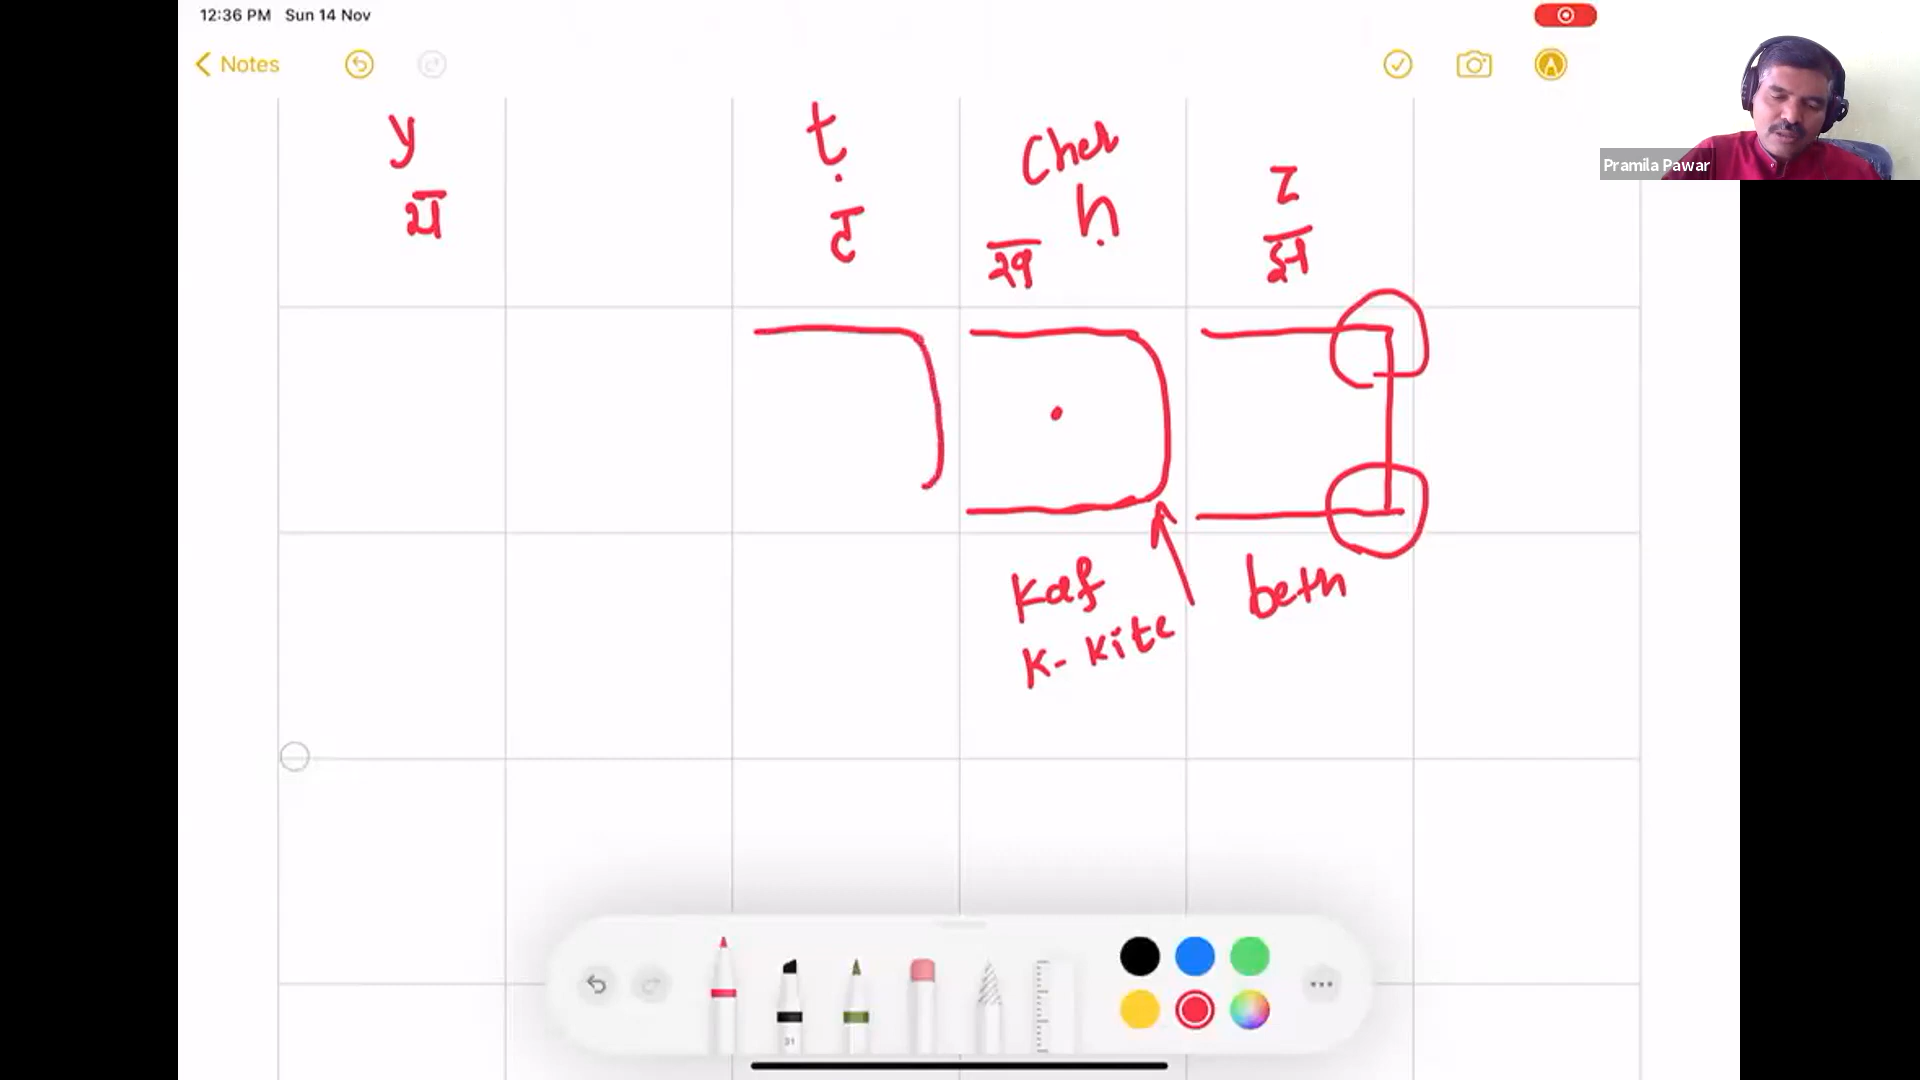 12:36 PM Sun 14 Nov
Notes
Pramila Pawar
y
य
ṭ
ट
Chet
ḥ
ख
z
झ
Kaf
K- Kite
beth